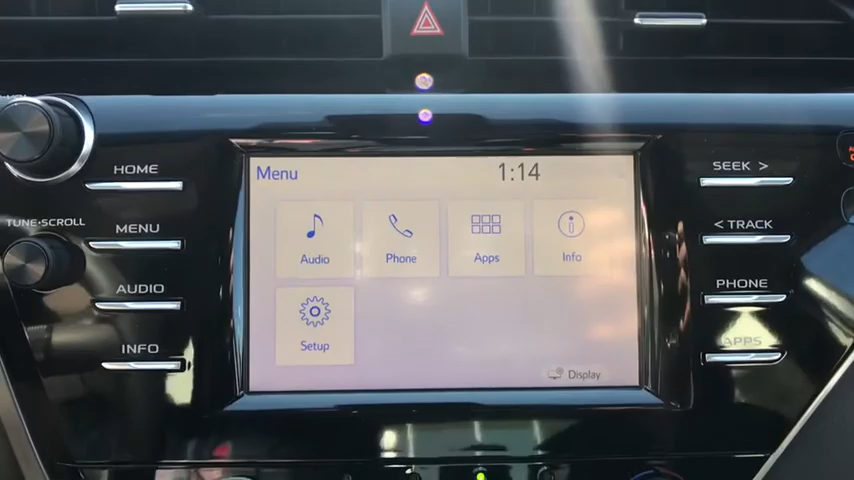 HOME
MENU
TUNE•SCROLL
AUDIO
INFO
Menu
1:14
Audio
Phone
Apps
Info
Setup
Display
SEEK >
< TRACK
PHONE
APPS